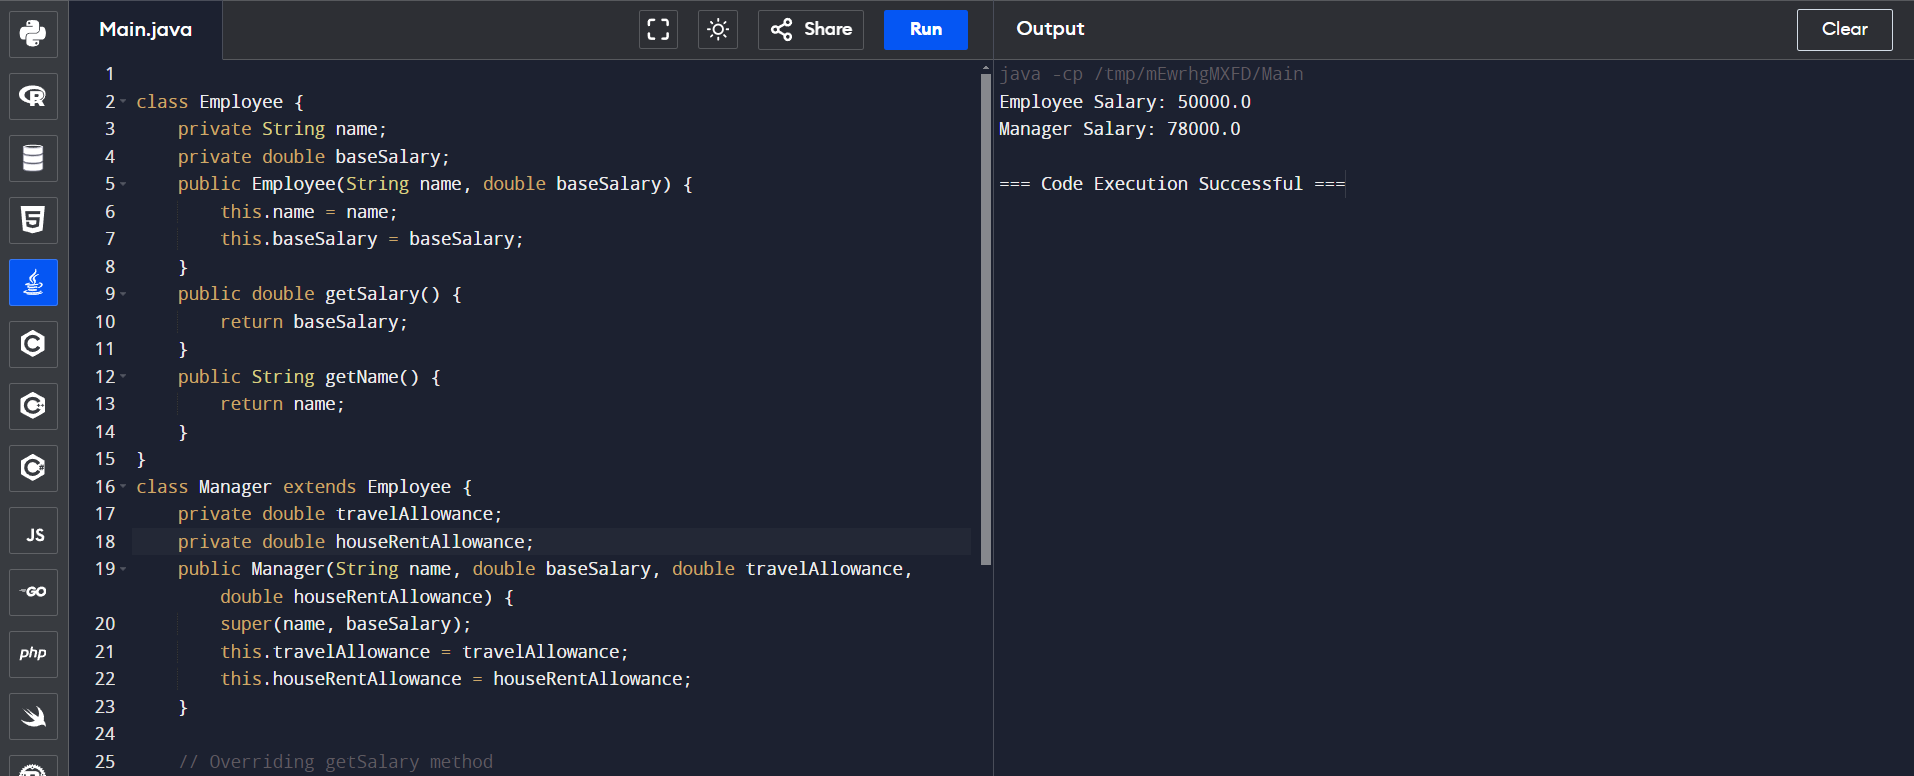 Main.java
Share
Run
Output
Clear
1
2 class Employee {
3     private String name;
4     private double baseSalary;
5     public Employee(String name, double baseSalary) {
6         this.name = name;
7         this.baseSalary = baseSalary;
8     }
9     public double getSalary() {
10         return baseSalary;
11     }
12     public String getName() {
13         return name;
14     }
15 }
16 class Manager extends Employee {
17     private double travelAllowance;
18     private double houseRentAllowance;
19     public Manager(String name, double baseSalary, double travelAllowance,
        double houseRentAllowance) {
20         super(name, baseSalary);
21         this.travelAllowance = travelAllowance;
22         this.houseRentAllowance = houseRentAllowance;
23     }
24
25     // Overriding getSalary method
java -cp /tmp/mEwrhgMXFD/Main
Employee Salary: 50000.0
Manager Salary: 78000.0
=== Code Execution Successful ===
R
5
C
C
C
JS
GO
php